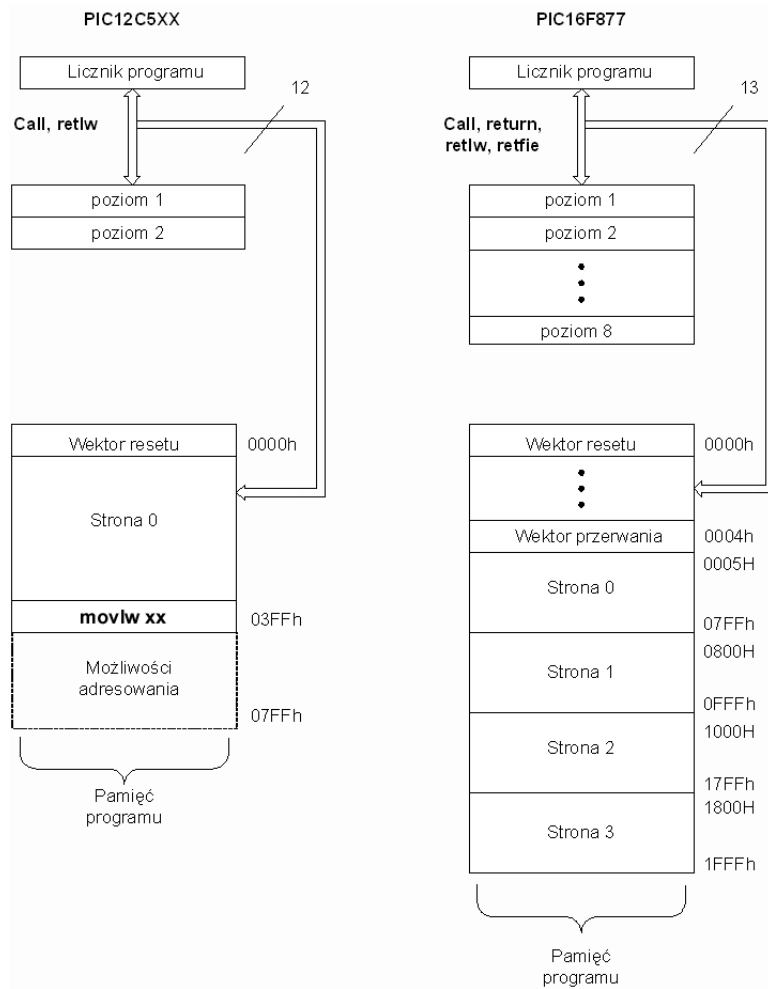 PIC12C5XX
Licznik programu
12
Call, retlw
poziom 1
poziom 2
Wektor resetu
0000h
Strona 0
movlw xx
03FFh
Możliwości
adresowania
07FFh
Pamięć
programu
PIC16F877
Licznik programu
13
Call, return,
retlw, retfie
poziom 1
poziom 2
poziom 8
Wektor resetu
0000h
Wektor przerwania
0004h
0005H
Strona 0
07FFh
0800H
Strona 1
0FFFh
1000H
Strona 2
17FFh
1800H
Strona 3
1FFFh
Pamięć
programu